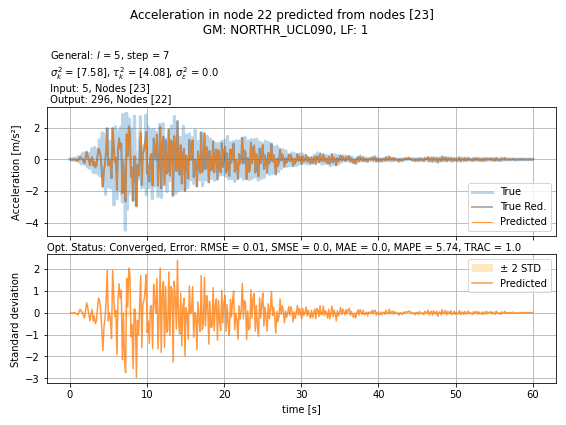 Acceleration in node 22 predicted from nodes [23]
GM: NORTHR_UCL090, LF: 1
General: l = 5, step = 7
σ²ₖ = [7.58], τ²ₖ = [4.08], σ²ₑ = 0.0
Input: 5, Nodes [23]
Output: 296, Nodes [22]
Acceleration [m/s²]
2
0
−2
−4
True
True Red.
Predicted
Opt. Status: Converged, Error: RMSE = 0.01, SMSE = 0.0, MAE = 0.0, MAPE = 5.74, TRAC = 1.0
Standard deviation
2
1
0
−1
−2
−3
± 2 STD
Predicted
0 10 20 30 40 50 60
time [s]